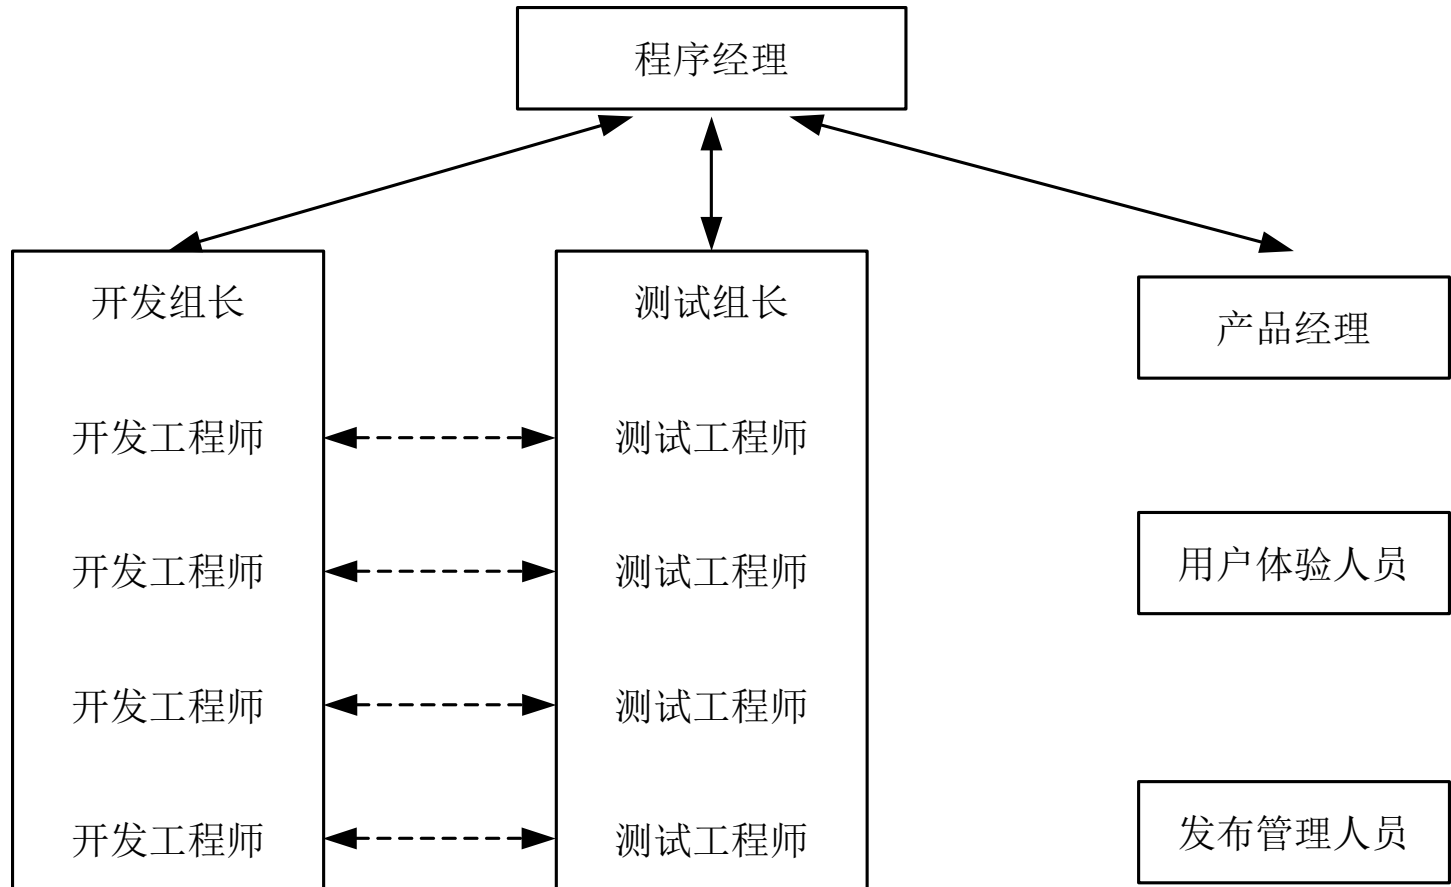 程序经理
开发组长
测试组长
产品经理
开发工程师
测试工程师
开发工程师
测试工程师
用户体验人员
开发工程师
测试工程师
开发工程师
测试工程师
发布管理人员